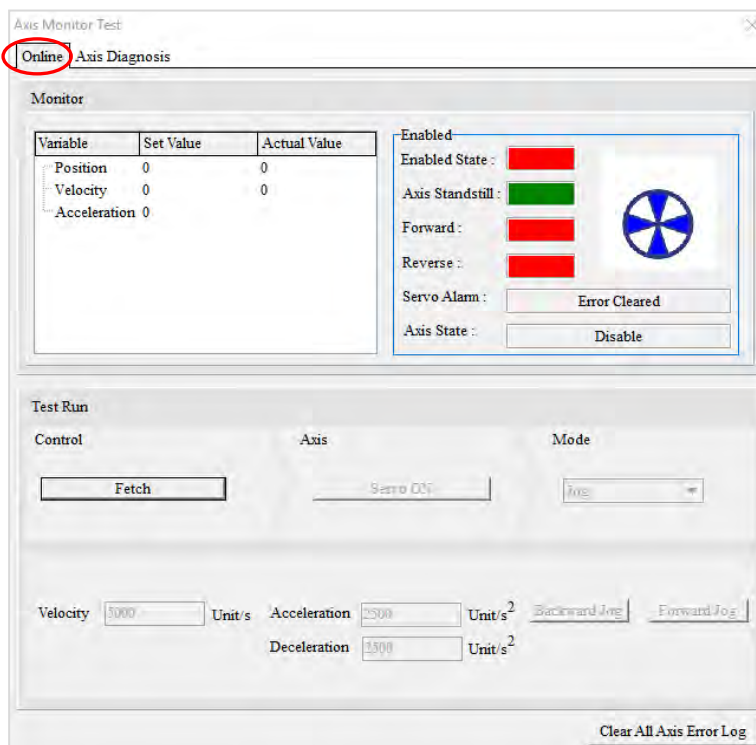 Axis Monitor Test
Online Axis Diagnosis
Monitor
Variable Set Value Actual Value
Position 0 0
Velocity 0 0
Acceleration 0
Enabled
Enabled State :
Axis Standstill :
Forward :
Reverse :
Servo Alarm : Error Cleared
Axis State : Disable
Test Run
Control Axis Mode
Fetch Servo ON Jog
Velocity 5000 Unit/s Acceleration 2500 Unit/s² Backward Jog Forward Jog
Deceleration 2500 Unit/s²
Clear All Axis Error Log